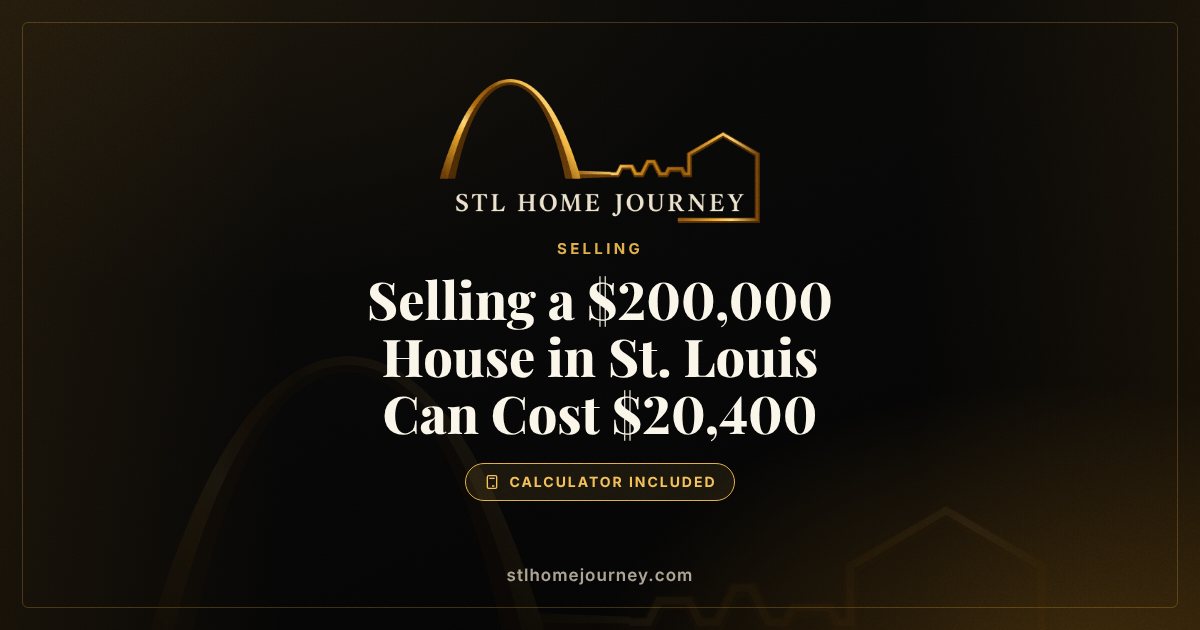 STL HOME JOURNEY
SELLING
Selling a $200,000
House in St. Louis
Can Cost $20,400
CALCULATOR INCLUDED
stlhomejourney.com